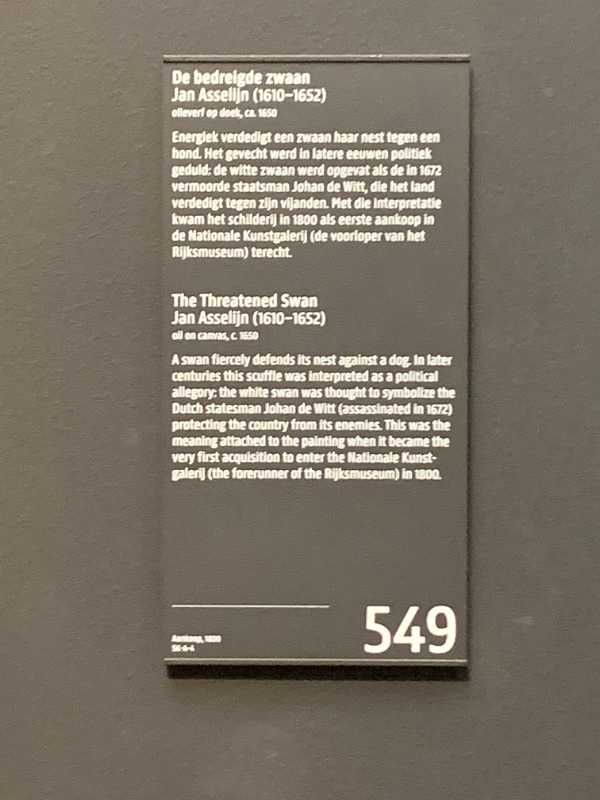 De bedreigde zwaan
Jan Asselijn (1610–1652)
olieverf op doek, ca. 1650
Energiek verdedigt een zwaan haar nest tegen een
hond. Het gevecht werd in latere eeuwen politiek
geduid: de witte zwaan werd opgevat als de in 1672
vermoorde staatsman Johan de Witt, die het land
verdedigt tegen zijn vijanden. Met die interpretatie
kwam het schilderij in 1800 als eerste aankoop in
de Nationale Kunstgalerij (de voorloper van het
Rijksmuseum) terecht.
The Threatened Swan
Jan Asselijn (1610–1652)
oil on canvas, c. 1650
A swan fiercely defends its nest against a dog. In later
centuries this scuffle was interpreted as a political
allegory: the white swan was thought to symbolize the
Dutch statesman Johan de Witt (assassinated in 1672)
protecting the country from its enemies. This was the
meaning attached to the painting when it became the
very first acquisition to enter the Nationale Kunst-
galerij (the forerunner of the Rijksmuseum) in 1800.
Aankoop, 1800
SK-A-4
549